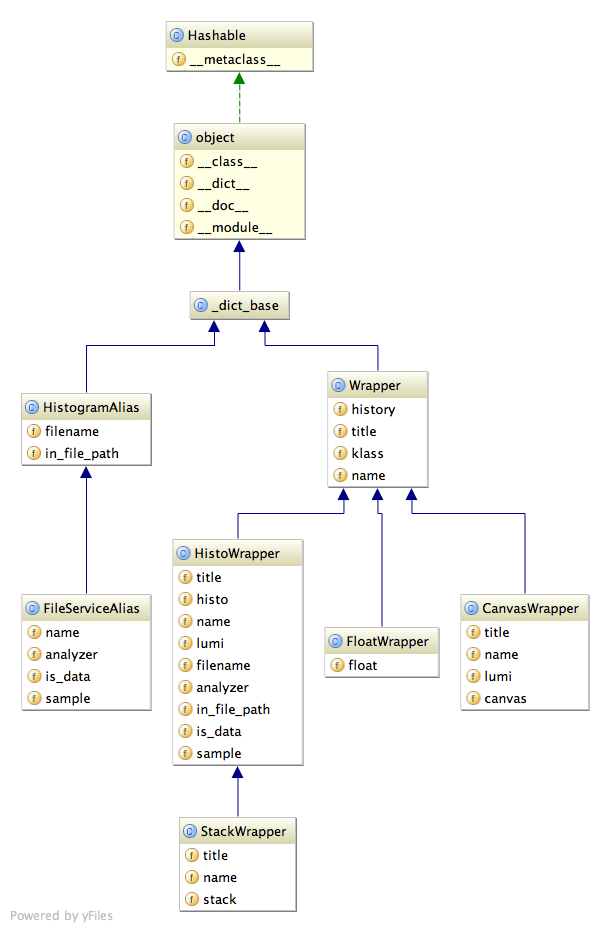 Hashable
__metaclass__
object
__class__
__dict__
__doc__
__module__
_dict_base
HistogramAlias
filename
in_file_path
Wrapper
history
title
klass
name
FileServiceAlias
name
analyzer
is_data
sample
HistoWrapper
title
histo
name
lumi
filename
analyzer
in_file_path
is_data
sample
FloatWrapper
float
CanvasWrapper
title
name
lumi
canvas
StackWrapper
title
name
stack
Powered by yFiles